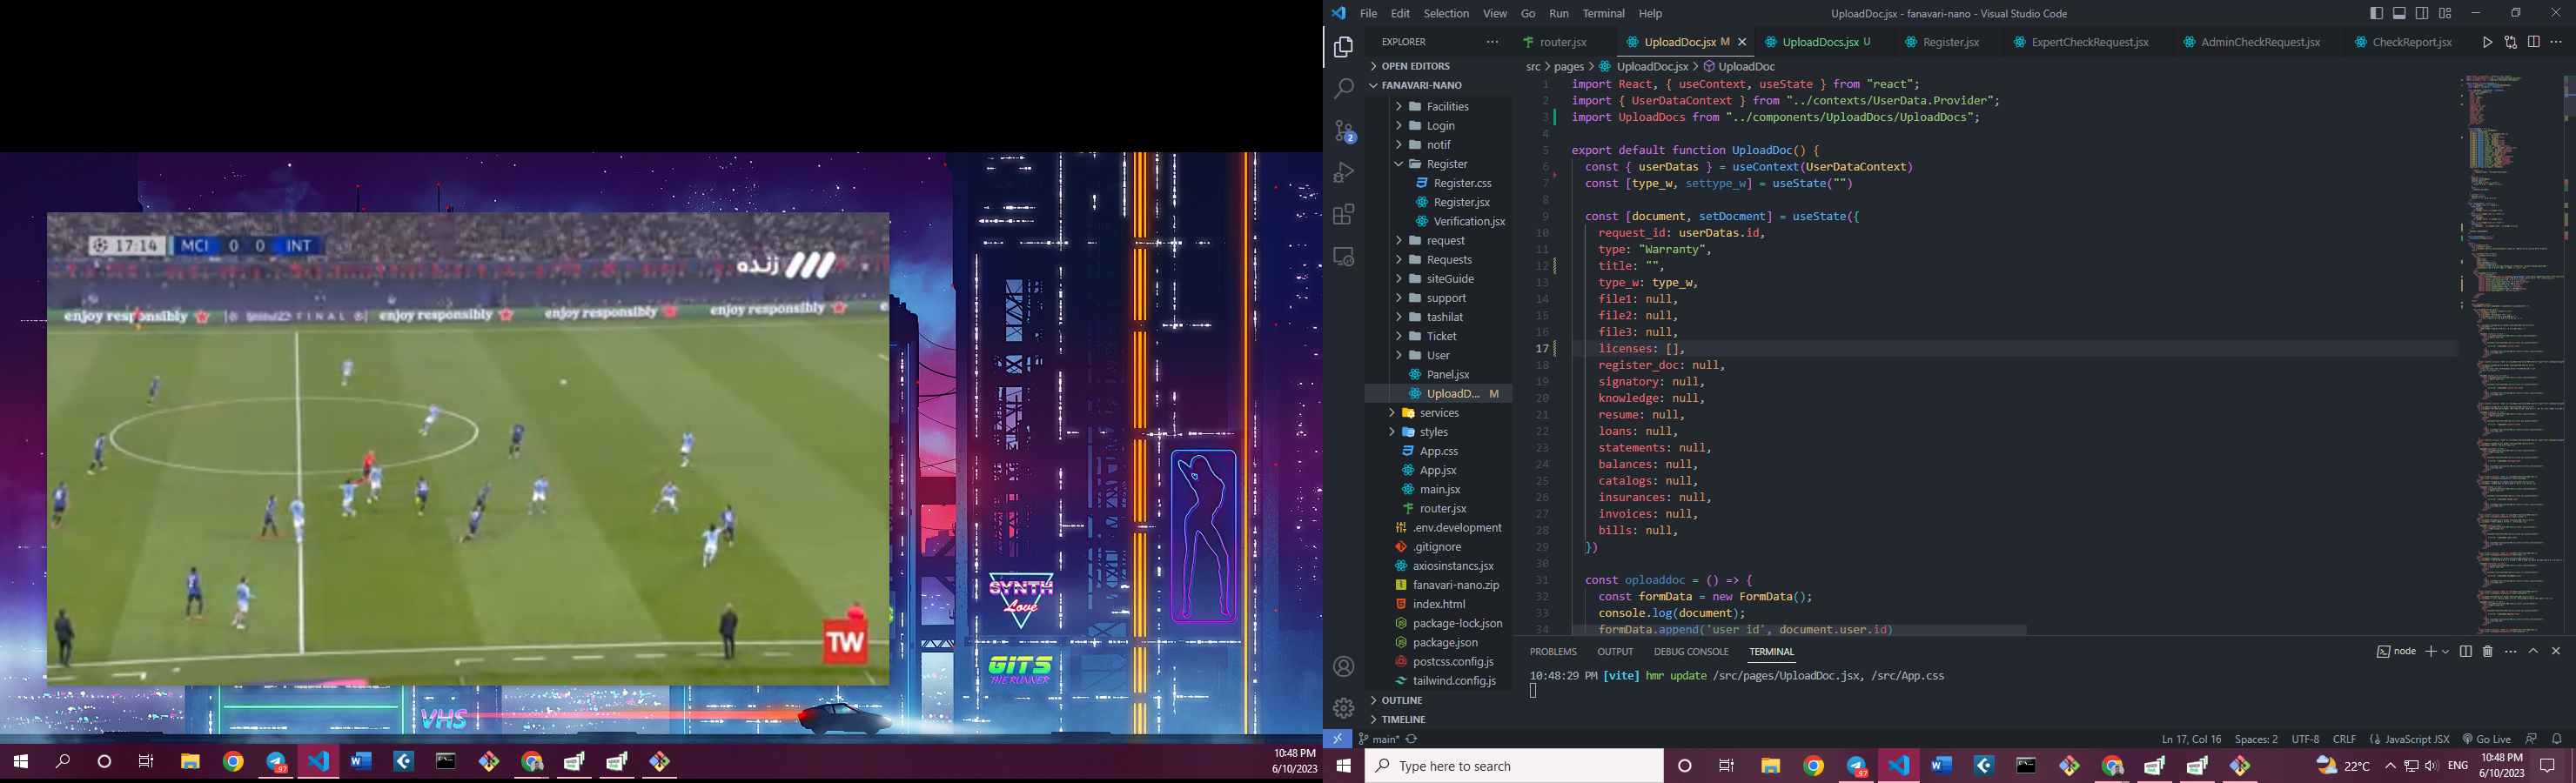 17:14 MCI 0 0 INT
زنده
enjoy responsibly
FINAL
enjoy responsibly
enjoy responsibly
enjoy responsibly
TW
SYNTH
Love
GITS
THE RUNNER
VHS
97
10:48 PM
6/10/2023
File Edit Selection View Go Run Terminal Help
UploadDoc.jsx - fanavari-nano - Visual Studio Code
EXPLORER
router.jsx
UploadDoc.jsx M
UploadDocs.jsx U
Register.jsx
ExpertCheckRequest.jsx
AdminCheckRequest.jsx
CheckReport.jsx
OPEN EDITORS
FANAVARI-NANO
Facilities
Login
notif
Register
Register.css
Register.jsx
Verification.jsx
request
Requests
siteGuide
support
tashilat
Ticket
User
Panel.jsx
UploadD... M
services
styles
App.css
App.jsx
main.jsx
router.jsx
.env.development
.gitignore
axiosinstancs.jsx
fanavari-nano.zip
index.html
package-lock.json
package.json
postcss.config.js
tailwind.config.js
OUTLINE
TIMELINE
2
src > pages > UploadDoc.jsx > UploadDoc
1 import React, { useContext, useState } from "react";
2 import { UserDataContext } from "../contexts/UserData.Provider";
3 import UploadDocs from "../components/UploadDocs/UploadDocs";
4
5 export default function UploadDoc() {
6 const { userDatas } = useContext(UserDataContext)
7 const [type_w, settype_w] = useState("")
8
9 const [document, setDocment] = useState({
10 request_id: userDatas.id,
11 type: "Warranty",
12 title: "",
13 type_w: type_w,
14 file1: null,
15 file2: null,
16 file3: null,
17 licenses: [],
18 register_doc: null,
19 signatory: null,
20 knowledge: null,
21 resume: null,
22 loans: null,
23 statements: null,
24 balances: null,
25 catalogs: null,
26 insurances: null,
27 invoices: null,
28 bills: null,
29 })
30
31 const oploaddoc = () => {
32 const formData = new FormData();
33 console.log(document);
34 formData.append('user_id', document.user.id)
PROBLEMS OUTPUT DEBUG CONSOLE TERMINAL
node
10:48:29 PM [vite] hmr update /src/pages/UploadDoc.jsx, /src/App.css
main*
Ln 17, Col 16 Spaces: 2 UTF-8 CRLF JavaScript JSX Go Live
Type here to search
97
22°C
ENG
10:48 PM
6/10/2023